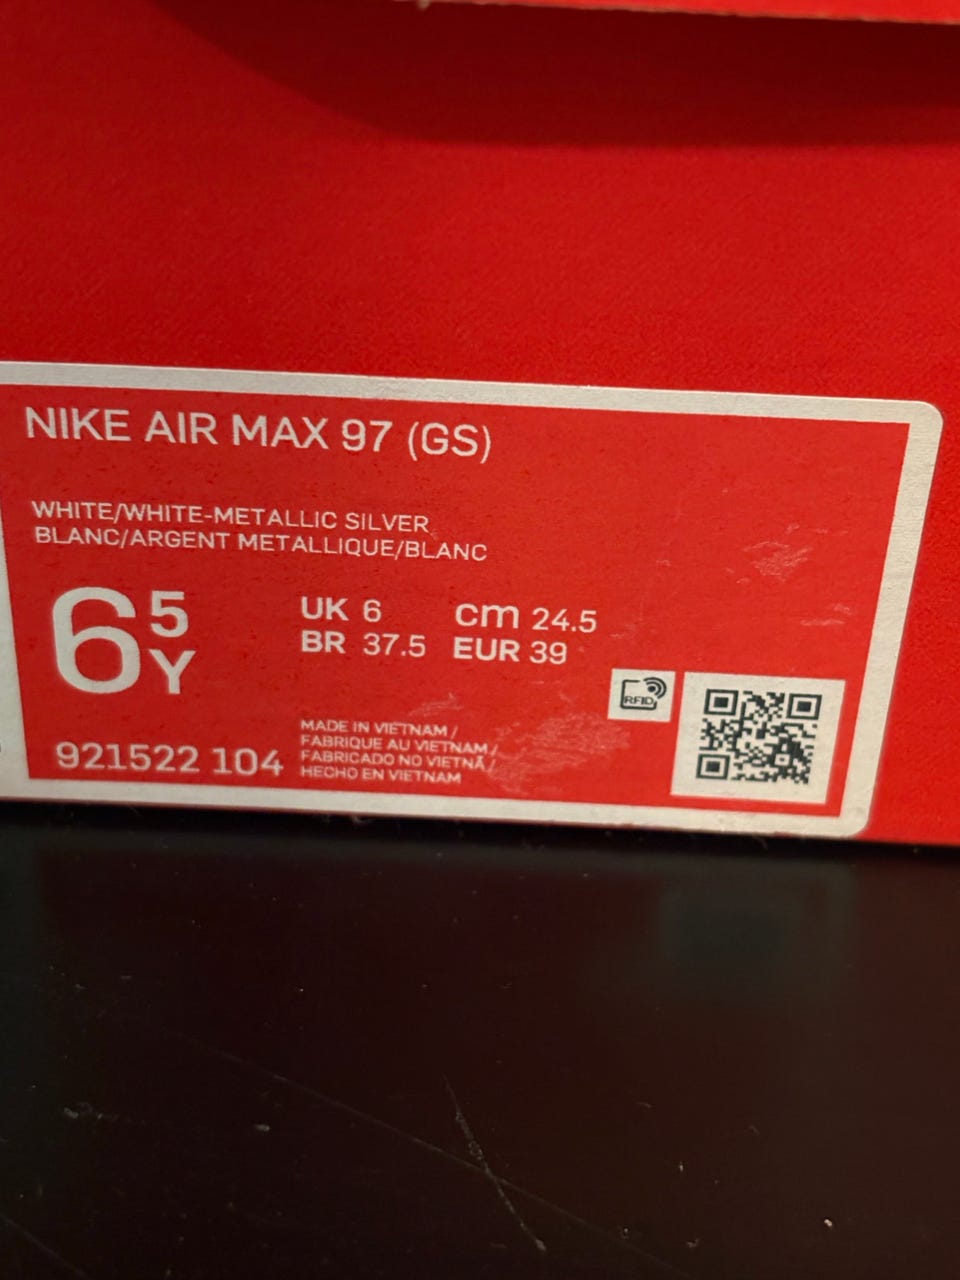 NIKE AIR MAX 97 (GS)
WHITE/WHITE-METALLIC SILVER
BLANC/ARGENT METALLIQUE/BLANC
6 5 Y
UK 6 cm 24.5
BR 37.5 EUR 39
RFID
921522 104
MADE IN VIETNAM /
FABRIQUE AU VIETNAM /
FABRICADO NO VIETNÃ /
HECHO EN VIETNAM